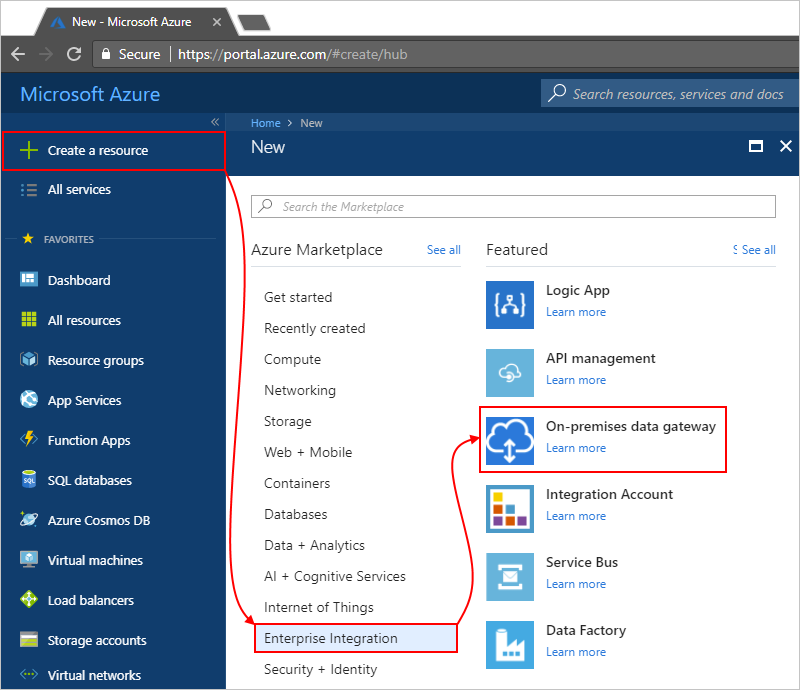 New - Microsoft Azure
Secure https://portal.azure.com/#create/hub
Microsoft Azure
Search resources, services and docs
Create a resource
All services
FAVORITES
Dashboard
All resources
Resource groups
App Services
Function Apps
SQL
SQL databases
Azure Cosmos DB
Virtual machines
Load balancers
Storage accounts
Virtual networks
Home > New
New
Search the Marketplace
Azure Marketplace
See all
Get started
Recently created
Compute
Networking
Storage
Web + Mobile
Containers
Databases
Data + Analytics
AI + Cognitive Services
Internet of Things
Enterprise Integration
Security + Identity
Featured
S See all
Logic App
Learn more
API management
Learn more
On-premises data gateway
Learn more
Integration Account
Learn more
Service Bus
Learn more
Data Factory
Learn more